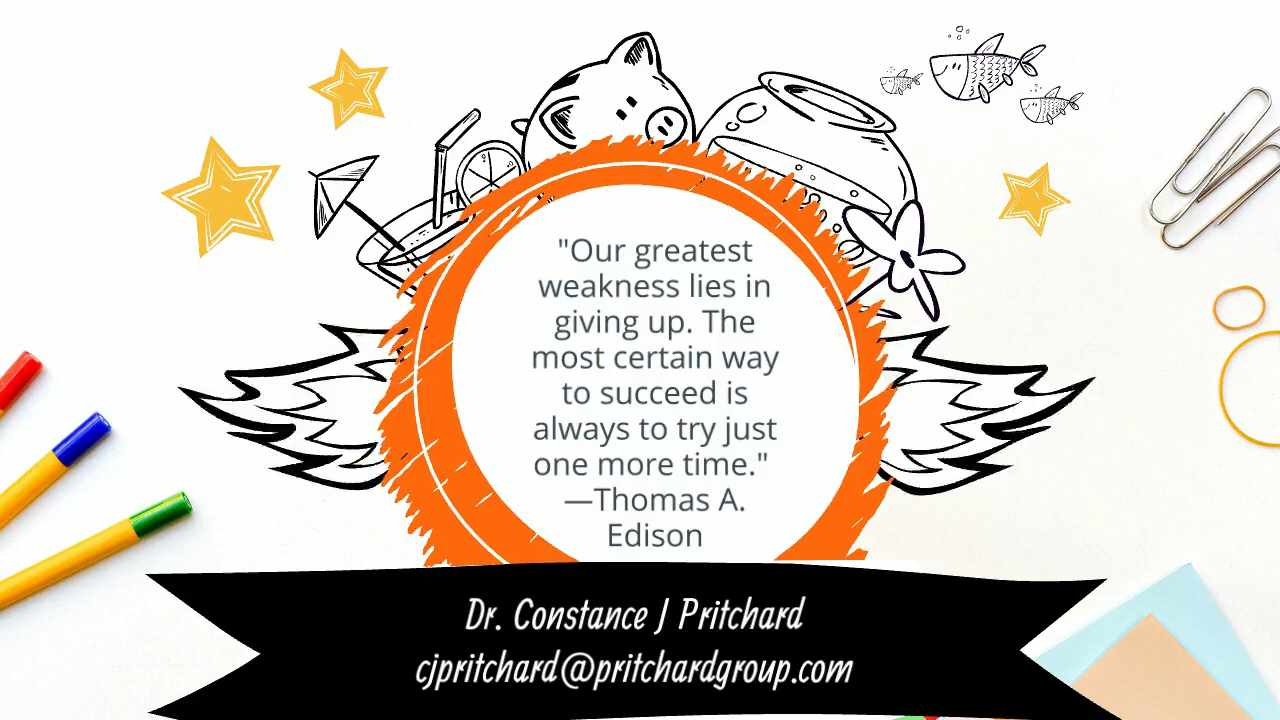 "Our greatest
weakness lies in
giving up. The
most certain way
to succeed is
always to try just
one more time."
—Thomas A.
Edison
Dr. Constance J Pritchard
cjpritchard@pritchardgroup.com